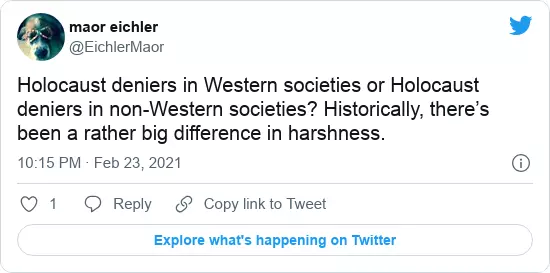 maor eichler
@EichlerMaor
Holocaust deniers in Western societies or Holocaust
deniers in non-Western societies? Historically, there’s
been a rather big difference in harshness.
10:15 PM · Feb 23, 2021
1 Reply Copy link to Tweet
Explore what's happening on Twitter